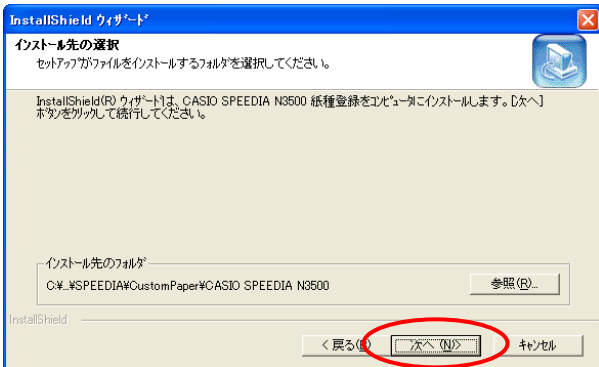 InstallShield ウィザード
インストール先の選択
セットアップがファイルをインストールするフォルダを選択してください。
InstallShield(R) ウィザードは、CASIO SPEEDIA N3500 紙種登録をコンピュータにインストールします。[次へ]
ボタンをクリックして続行してください。
インストール先のフォルダ
C:¥...¥SPEEDIA¥CustomPaper¥CASIO SPEEDIA N3500
参照(R)...
InstallShield
< 戻る(B) 次へ (N)> キャンセル